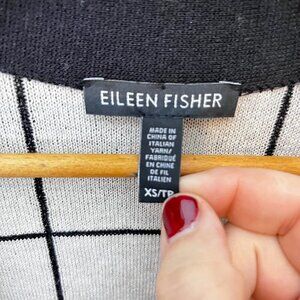 EILEEN FISHER
MADE IN
CHINA OF
ITALIAN
YARN/
FABRIQUÉ
EN CHINE
DE FIL
ITALIEN
XS/TP